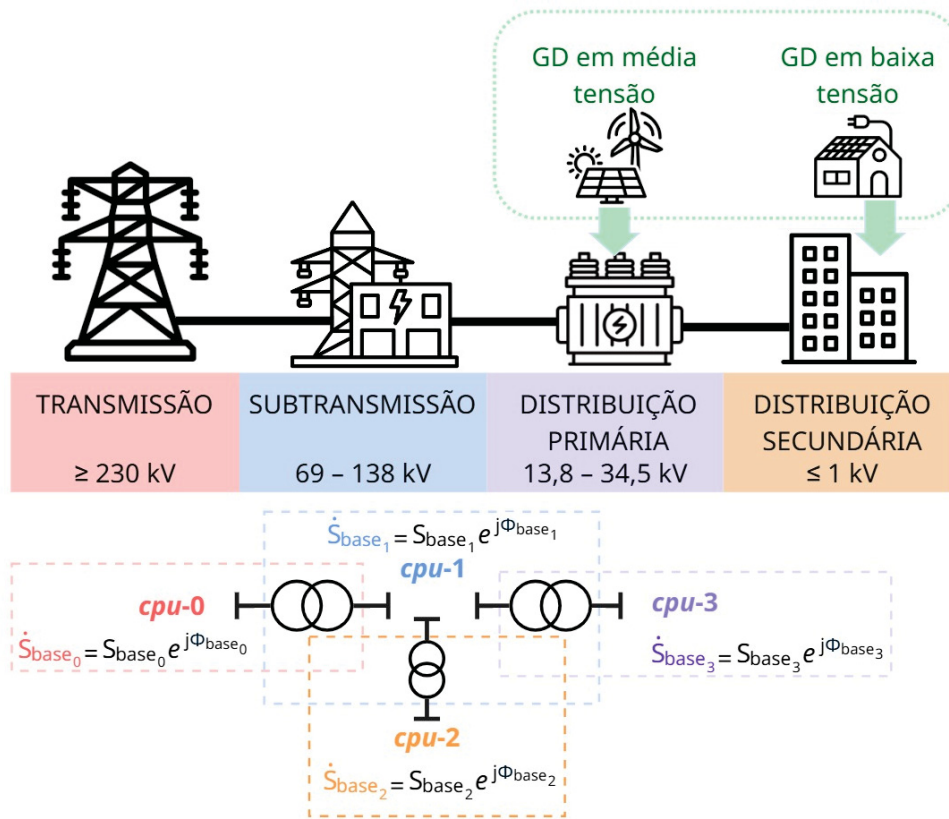 GD em média
tensão
GD em baixa
tensão
TRANSMISSÃO
≥ 230 kV
SUBTRANSMISSÃO
69 – 138 kV
DISTRIBUIÇÃO
PRIMÁRIA
13,8 – 34,5 kV
DISTRIBUIÇÃO
SECUNDÁRIA
≤ 1 kV
Ṡbase₁ = Sbase₁ e^jΦbase₁
cpu-1
cpu-0
Ṡbase₀ = Sbase₀ e^jΦbase₀
cpu-3
Ṡbase₃ = Sbase₃ e^jΦbase₃
cpu-2
Ṡbase₂ = Sbase₂ e^jΦbase₂